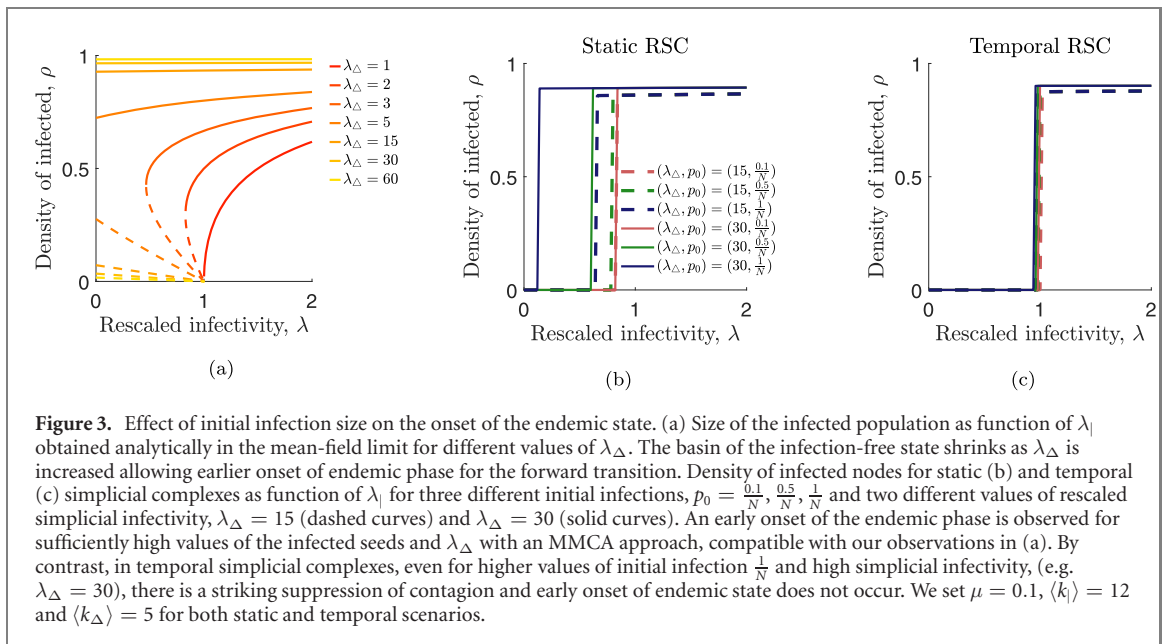 Density of infected, ρ
1
0.5
0
0
1
2
Rescaled infectivity, λ
λ△ = 1
λ△ = 2
λ△ = 3
λ△ = 5
λ△ = 15
λ△ = 30
λ△ = 60
(a)
Static RSC
Density of infected, ρ
1
0.5
0
0
1
2
Rescaled infectivity, λ
(λ△, p₀) = (15, 0.1/N)
(λ△, p₀) = (15, 0.5/N)
(λ△, p₀) = (15, 1/N)
(λ△, p₀) = (30, 0.1/N)
(λ△, p₀) = (30, 0.5/N)
(λ△, p₀) = (30, 1/N)
(b)
Temporal RSC
Density of infected, ρ
1
0.5
0
0
1
2
Rescaled infectivity, λ
(c)
Figure 3. Effect of initial infection size on the onset of the endemic state. (a) Size of the infected population as function of λ|
obtained analytically in the mean-field limit for different values of λΔ. The basin of the infection-free state shrinks as λΔ is
increased allowing earlier onset of endemic phase for the forward transition. Density of infected nodes for static (b) and temporal
(c) simplicial complexes as function of λ| for three different initial infections, p₀ = 0.1/N, 0.5/N, 1/N and two different values of rescaled
simplicial infectivity, λΔ = 15 (dashed curves) and λΔ = 30 (solid curves). An early onset of the endemic phase is observed for
sufficiently high values of the infected seeds and λΔ with an MMCA approach, compatible with our observations in (a). By
contrast, in temporal simplicial complexes, even for higher values of initial infection 1/N and high simplicial infectivity, (e.g.
λΔ = 30), there is a striking suppression of contagion and early onset of endemic state does not occur. We set μ = 0.1, ⟨k|⟩ = 12
and ⟨kΔ⟩ = 5 for both static and temporal scenarios.